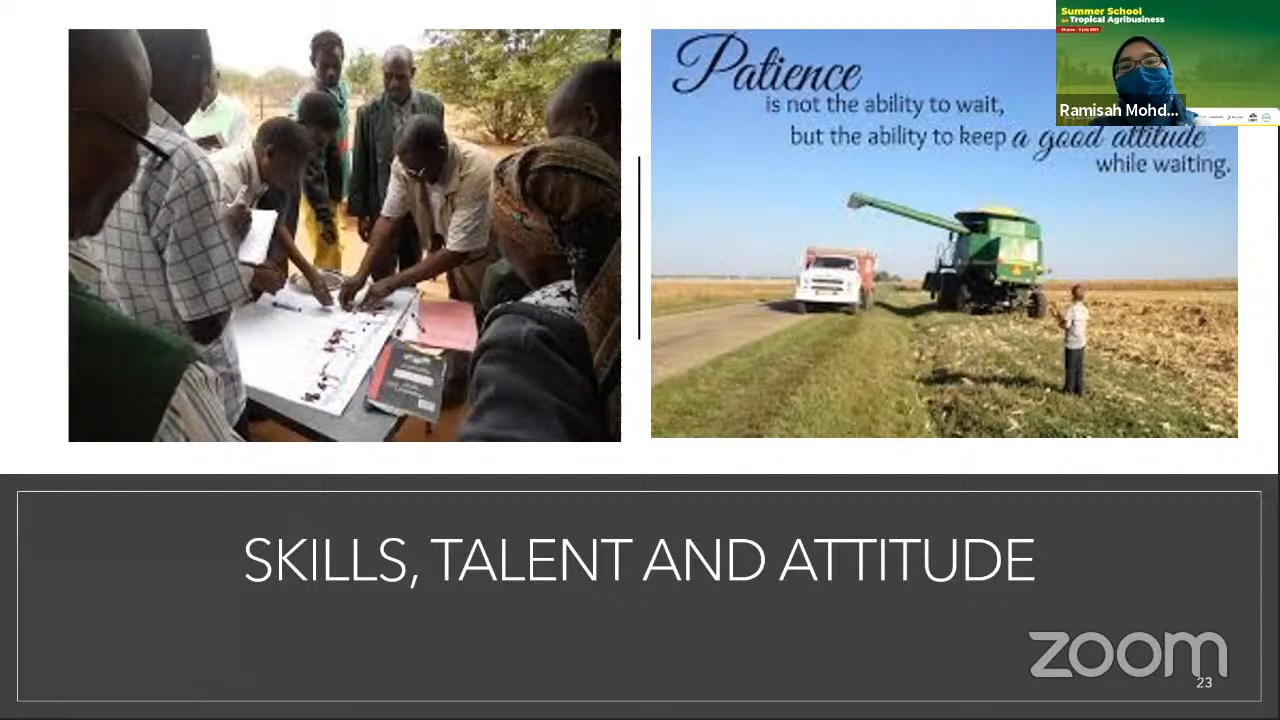 Patience
is not the ability to wait,
but the ability to keep a good attitude
while waiting.
Summer School
on Tropical Agribusiness
Ramisah Mohd...
SKILLS, TALENT AND ATTITUDE
zoom
23